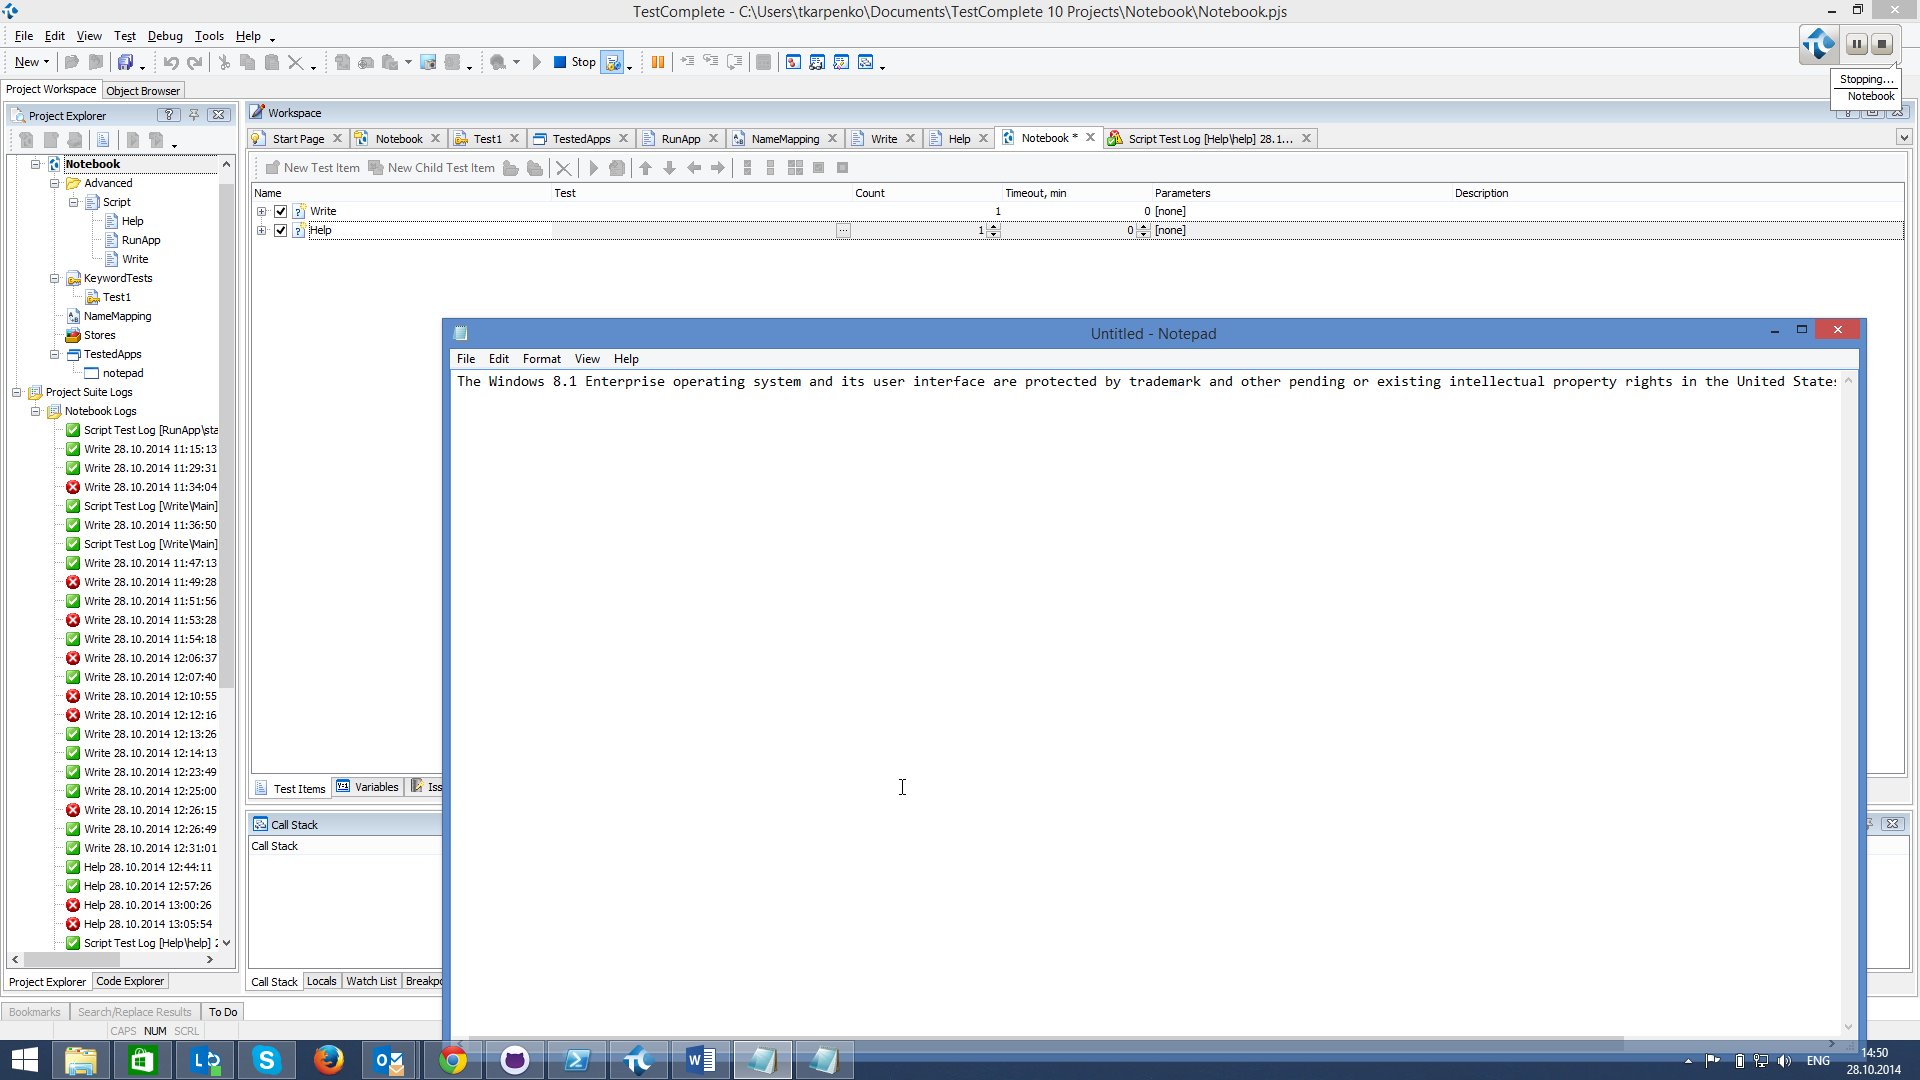 TestComplete - C:\Users\tkarpenko\Documents\TestComplete 10 Projects\Notebook\Notebook.pjs
File Edit View Test Debug Tools Help
New Stop
Stopping...
Notebook
Project Workspace Object Browser
Project Explorer
Workspace
Start Page Notebook Test1 TestedApps RunApp NameMapping Write Help Notebook * Script Test Log [Help\help] 28.1...
New Test Item New Child Test Item
Name Test Count Timeout, min Parameters Description
Write 1 0 [none]
Help ... 1 0 [none]
Notebook
Advanced
Script
Help
RunApp
Write
KeywordTests
Test1
NameMapping
Stores
TestedApps
notepad
Project Suite Logs
Notebook Logs
Script Test Log [RunApp\sta
Write 28.10.2014 11:15:13
Write 28.10.2014 11:29:31
Write 28.10.2014 11:34:04
Script Test Log [Write\Main]
Write 28.10.2014 11:36:50
Script Test Log [Write\Main]
Write 28.10.2014 11:47:13
Write 28.10.2014 11:49:28
Write 28.10.2014 11:51:56
Write 28.10.2014 11:53:28
Write 28.10.2014 11:54:18
Write 28.10.2014 12:06:37
Write 28.10.2014 12:07:40
Write 28.10.2014 12:10:55
Write 28.10.2014 12:12:16
Write 28.10.2014 12:13:26
Write 28.10.2014 12:14:13
Write 28.10.2014 12:23:49
Write 28.10.2014 12:25:00
Write 28.10.2014 12:26:15
Write 28.10.2014 12:26:49
Write 28.10.2014 12:31:01
Help 28.10.2014 12:44:11
Help 28.10.2014 12:57:26
Help 28.10.2014 13:00:26
Help 28.10.2014 13:05:54
Script Test Log [Help\help] 2
Project Explorer Code Explorer
Untitled - Notepad
File Edit Format View Help
The Windows 8.1 Enterprise operating system and its user interface are protected by trademark and other pending or existing intellectual property rights in the United States
Test Items Variables Iss
Call Stack
Call Stack
Call Stack Locals Watch List Breakpo
Bookmarks Search/Replace Results To Do
CAPS NUM SCRL
ENG
14:50
28.10.2014